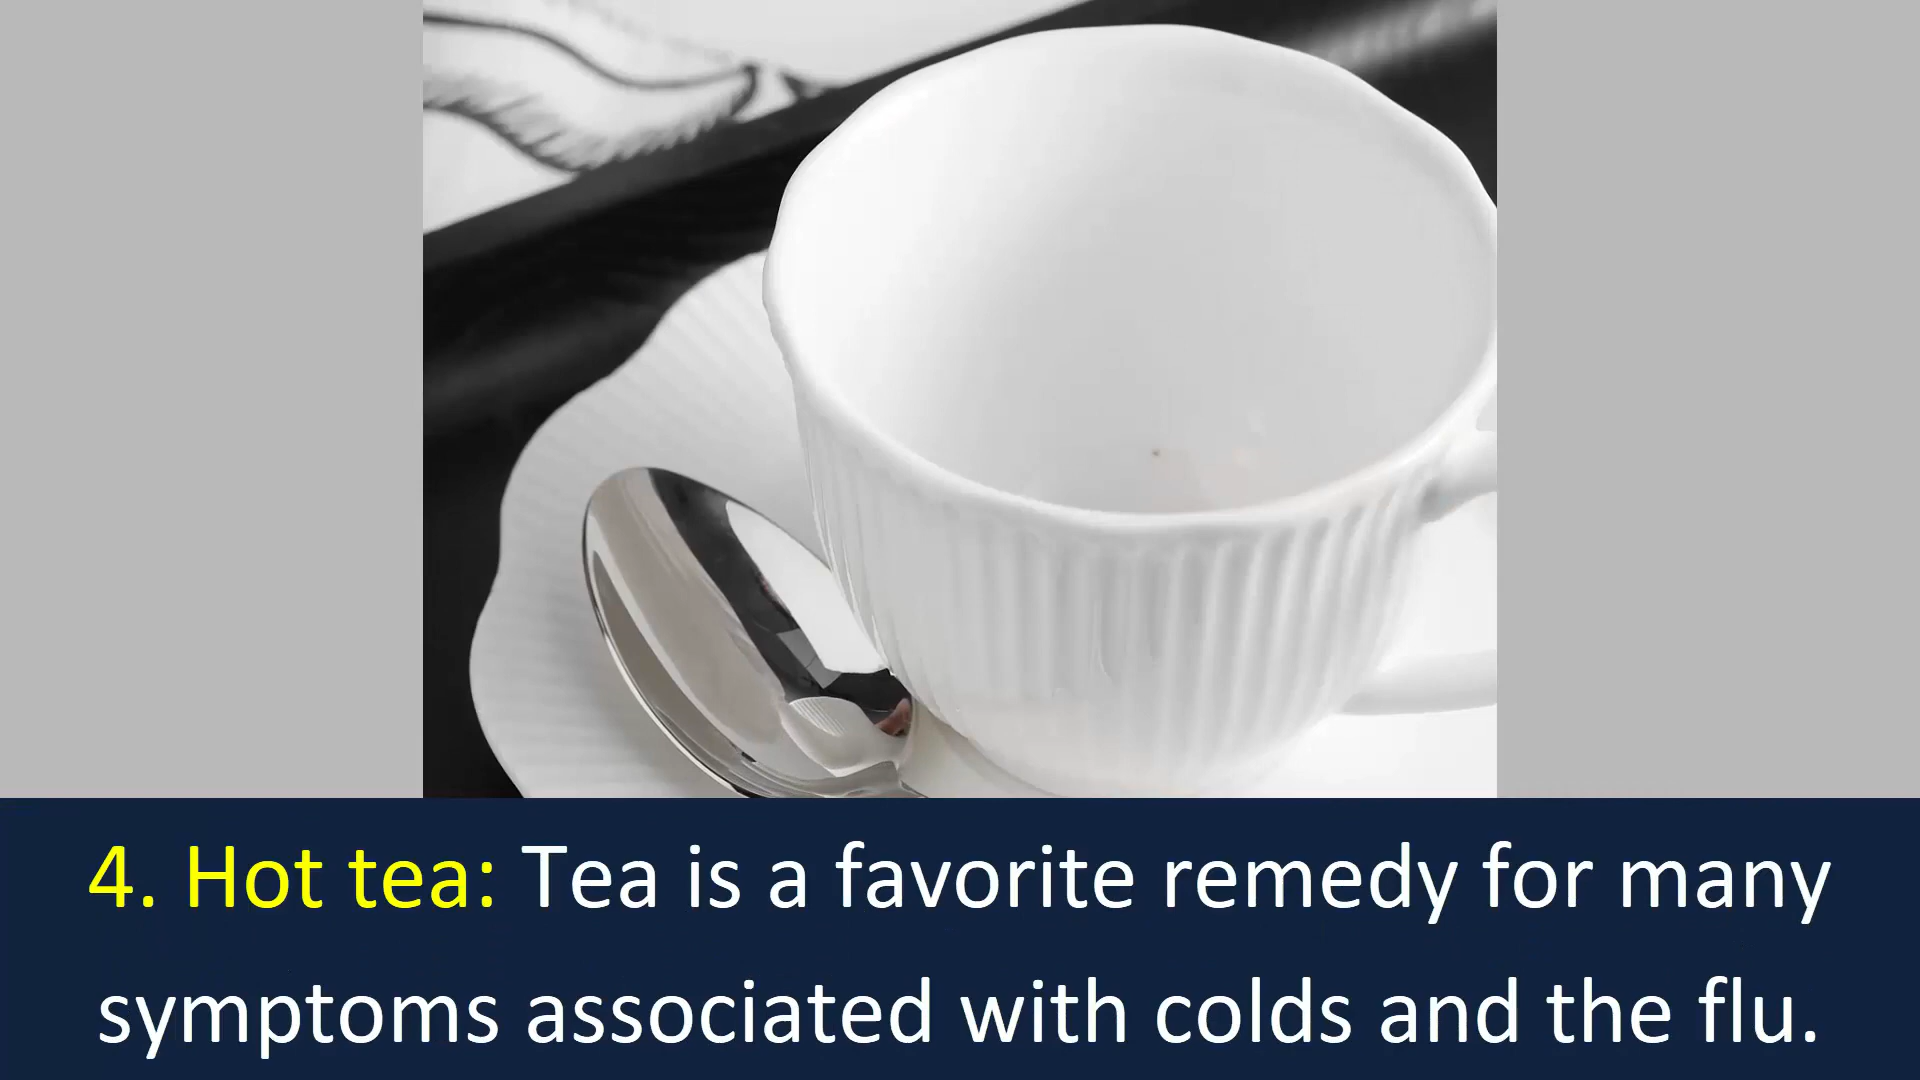 4. Hot tea: Tea is a favorite remedy for many
symptoms associated with colds and the flu.